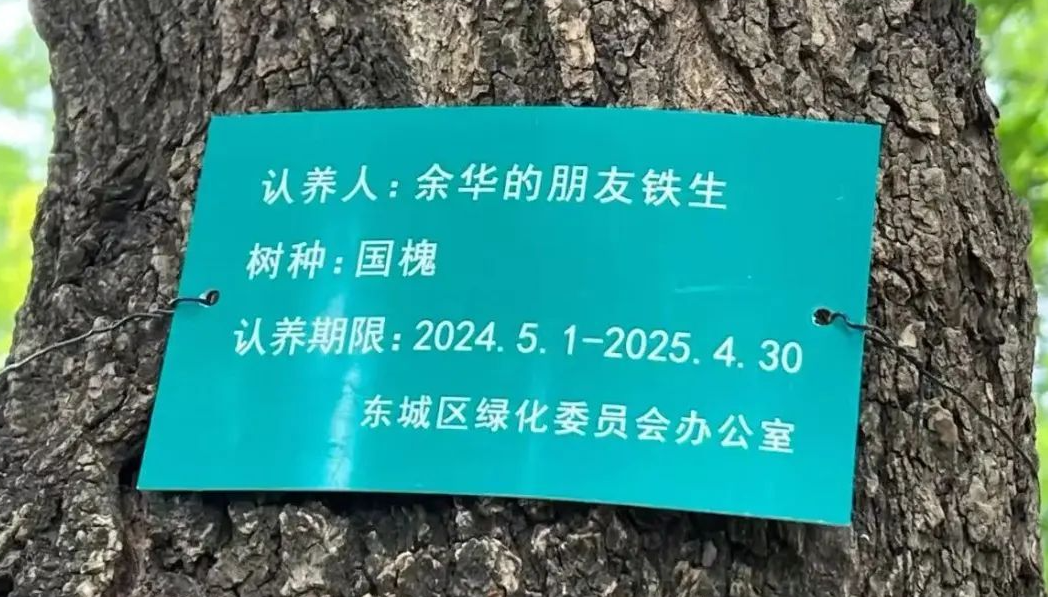 认养人:余华的朋友铁生
树种:国槐
认养期限:2024.5.1-2025.4.30
东城区绿化委员会办公室